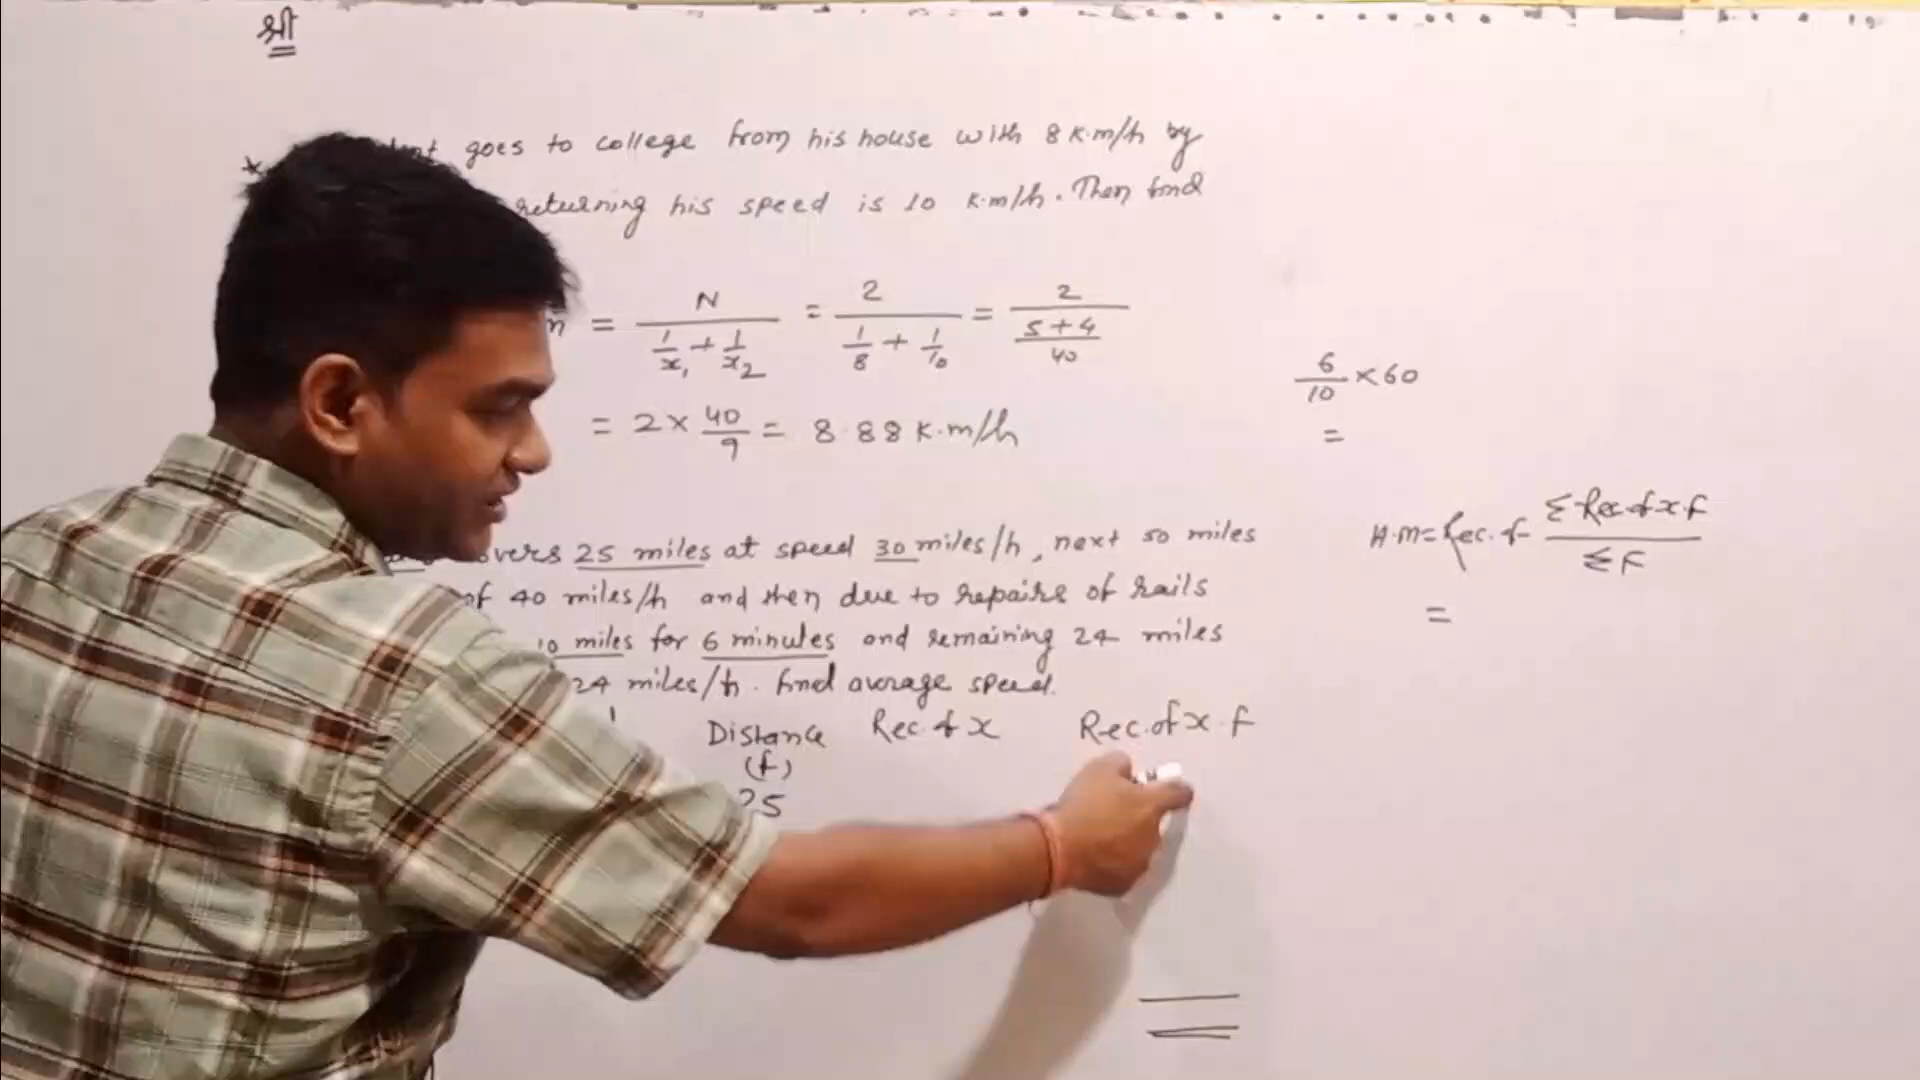 श्री
goes to college from his house with 8 K.m/h by
returning his speed is 10 K.m/h. Then find
= N / (1/x₁ + 1/x₂) = 2 / (1/8 + 1/10) = 2 / ((5+4)/40)
= 2 × 40/9 = 8.88 K.m/h
6/10 × 60
=
overs 25 miles at speed 30 miles/h, next 50 miles
of 40 miles/h and then due to repairs of rails
10 miles for 6 minutes and remaining 24 miles
24 miles/h. find average speed.
H.M = Rec. of Σ Rec. of x.f / Σ F
=
Distance (f) Rec. of x Rec. of x.f
25